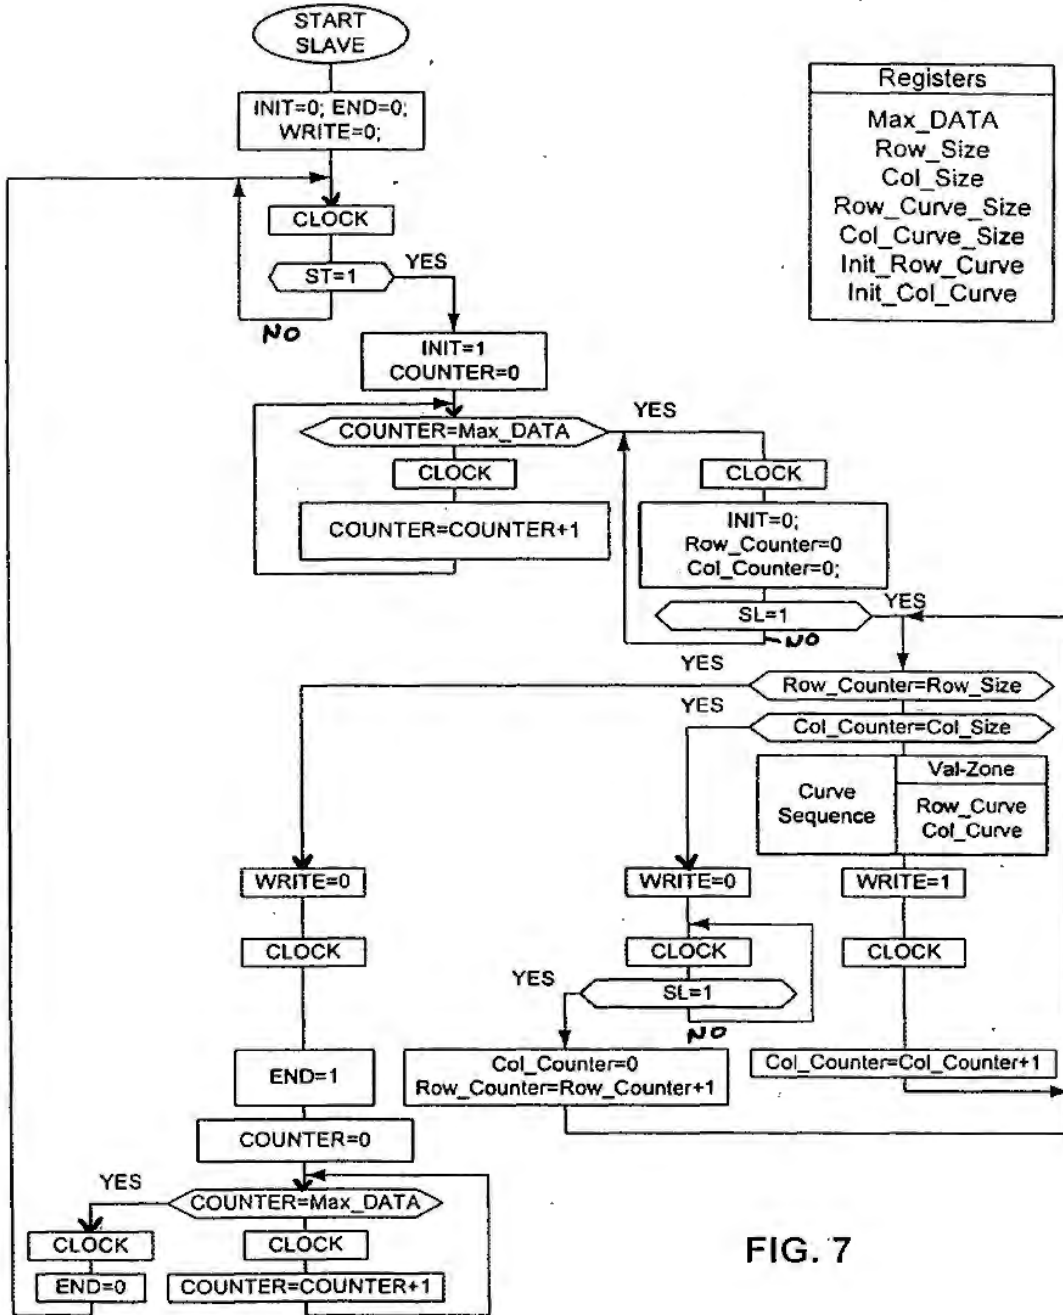 START
SLAVE
INIT=0; END=0;
WRITE=0;
CLOCK
ST=1
YES
NO
INIT=1
COUNTER=0
COUNTER=Max_DATA
YES
CLOCK
COUNTER=COUNTER+1
CLOCK
INIT=0;
Row_Counter=0
Col_Counter=0;
SL=1
YES
NO
Registers
Max_DATA
Row_Size
Col_Size
Row_Curve_Size
Col_Curve_Size
Init_Row_Curve
Init_Col_Curve
YES
Row_Counter=Row_Size
YES
Col_Counter=Col_Size
Curve
Sequence
Val-Zone
Row_Curve
Col_Curve
WRITE=0
WRITE=0
WRITE=1
CLOCK
CLOCK
CLOCK
YES
SL=1
NO
END=1
Col_Counter=0
Row_Counter=Row_Counter+1
Col_Counter=Col_Counter+1
COUNTER=0
YES
COUNTER=Max_DATA
CLOCK
CLOCK
END=0
COUNTER=COUNTER+1
FIG. 7